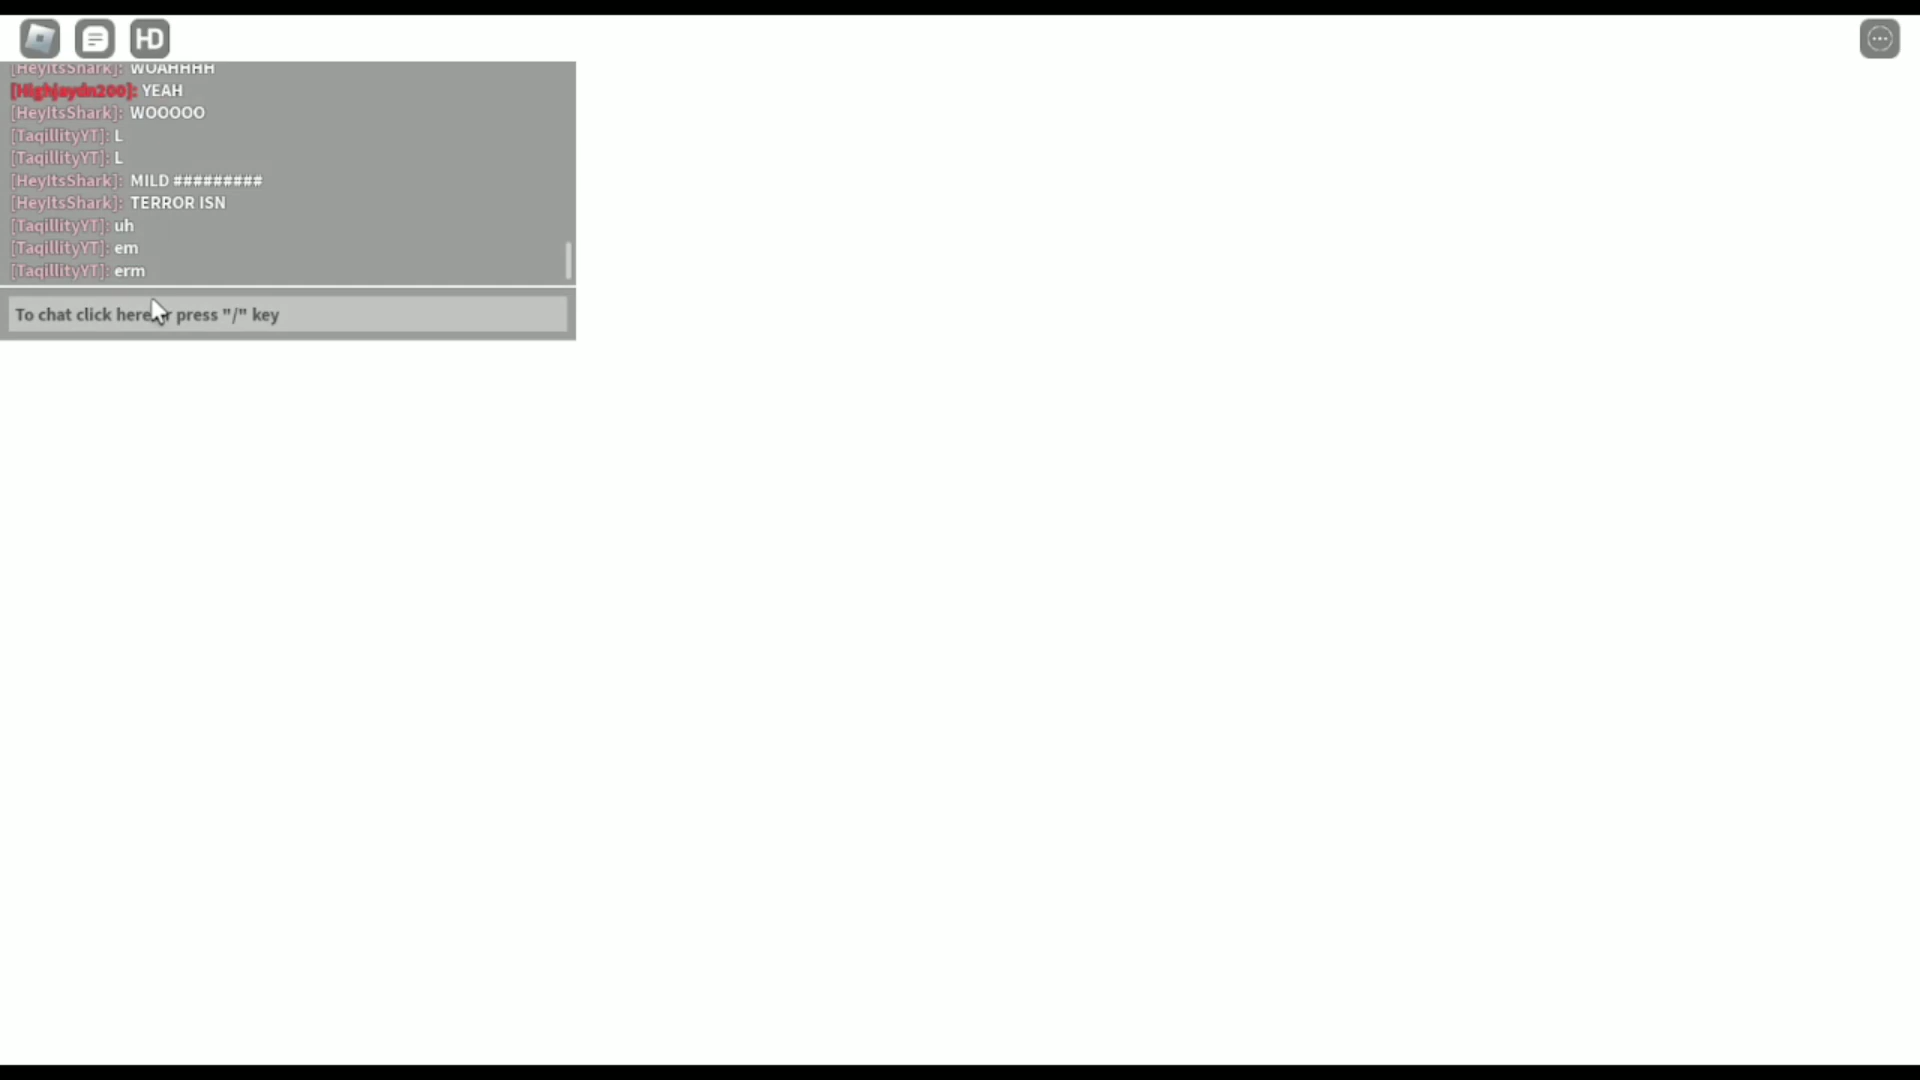 HD
[HeyItsShark]: WOAHHHH
[Highjaydn200]: YEAH
[HeyItsShark]: WOOOOO
[TaqillityYT]: L
[TaqillityYT]: L
[HeyItsShark]: MILD #########
[HeyItsShark]: TERROR ISN
[TaqillityYT]: uh
[TaqillityYT]: em
[TaqillityYT]: erm
To chat click here or press "/" key